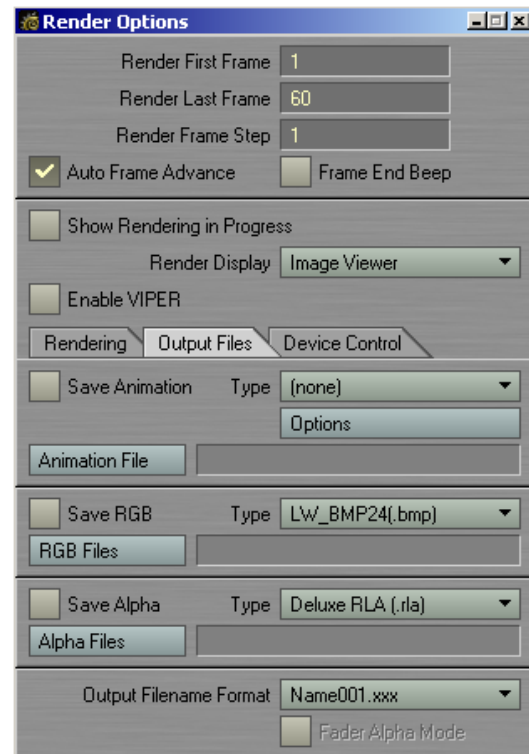 Render Options
Render First Frame 1
Render Last Frame 60
Render Frame Step 1
Auto Frame Advance Frame End Beep
Show Rendering in Progress
Render Display Image Viewer
Enable VIPER
Rendering Output Files Device Control
Save Animation Type (none)
Options
Animation File
Save RGB Type LW_BMP24(.bmp)
RGB Files
Save Alpha Type Deluxe RLA (.rla)
Alpha Files
Output Filename Format Name001.xxx
Fader Alpha Mode